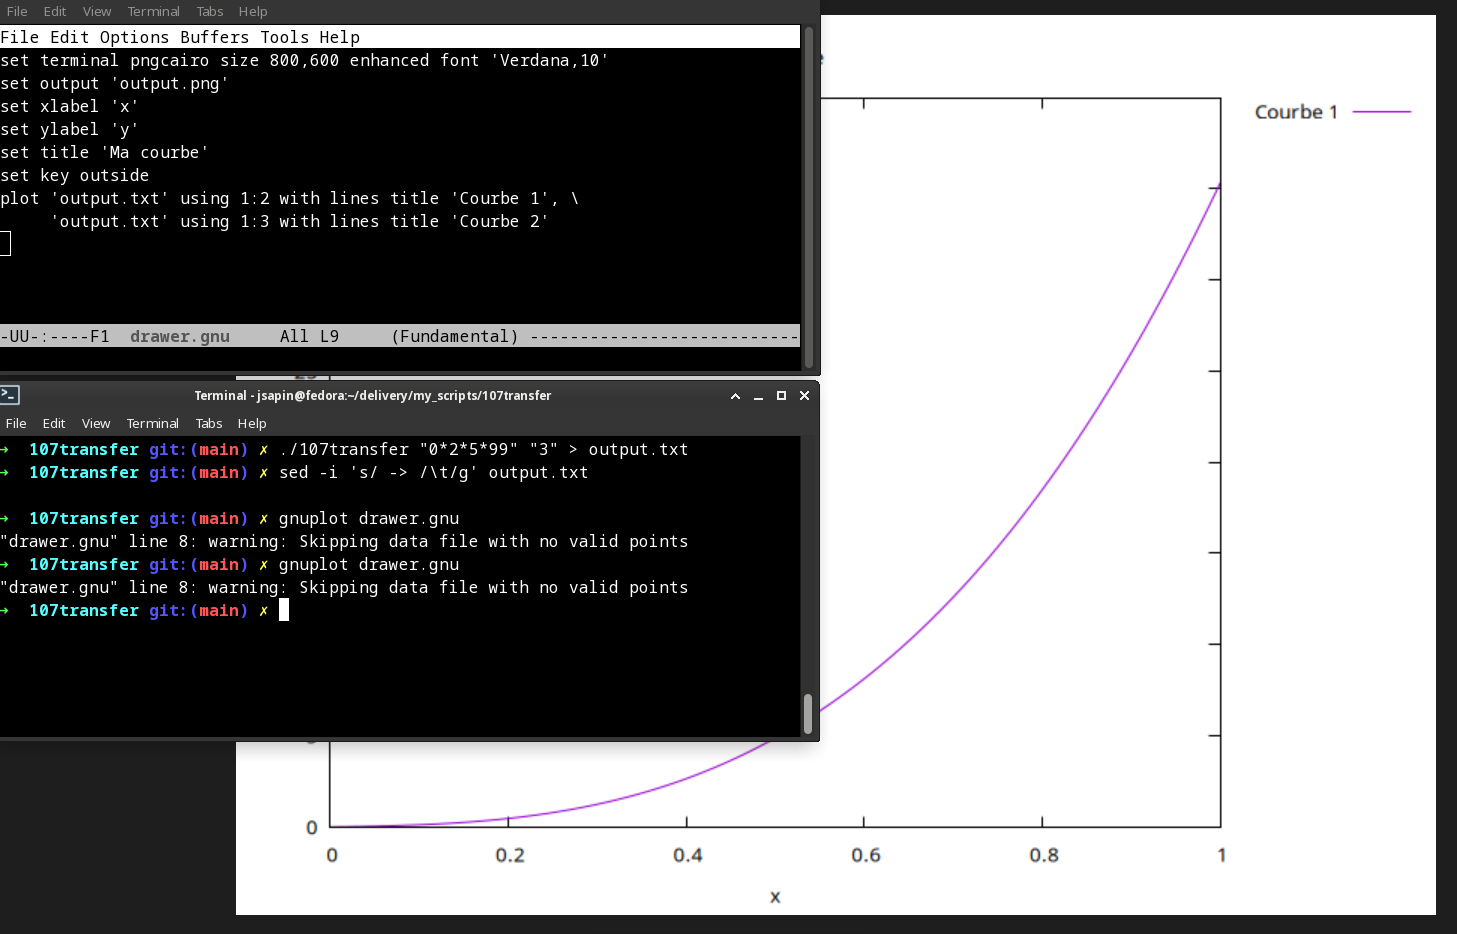 File Edit View Terminal Tabs Help
File Edit Options Buffers Tools Help
set terminal pngcairo size 800,600 enhanced font 'Verdana,10'
set output 'output.png'
set xlabel 'x'
set ylabel 'y'
set title 'Ma courbe'
set key outside
plot 'output.txt' using 1:2 with lines title 'Courbe 1', \
'output.txt' using 1:3 with lines title 'Courbe 2'
-UU-:----F1 drawer.gnu All L9 (Fundamental) ---------------------------
Terminal - jsapin@fedora:~/delivery/my_scripts/107transfer
File Edit View Terminal Tabs Help
→ 107transfer git:(main) ✗ ./107transfer "0*2*5*99" "3" > output.txt
→ 107transfer git:(main) ✗ sed -i 's/ -> /\t/g' output.txt
→ 107transfer git:(main) ✗ gnuplot drawer.gnu
"drawer.gnu" line 8: warning: Skipping data file with no valid points
→ 107transfer git:(main) ✗ gnuplot drawer.gnu
"drawer.gnu" line 8: warning: Skipping data file with no valid points
→ 107transfer git:(main) ✗
Courbe 1
0
0 0.2 0.4 0.6 0.8 1
x